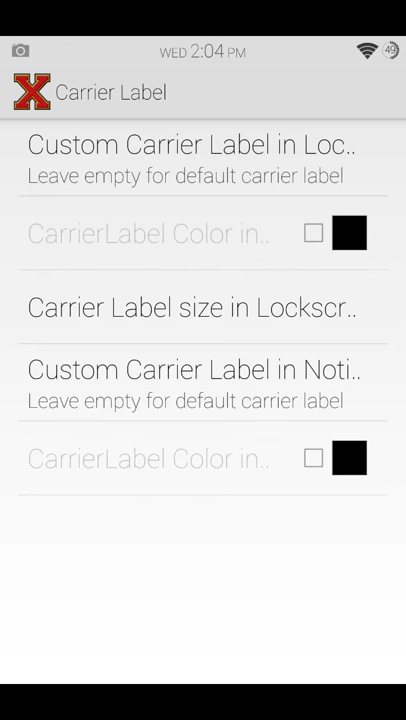 WED 2:04 PM
49
X Carrier Label
Custom Carrier Label in Loc..
Leave empty for default carrier label
CarrierLabel Color in..
Carrier Label size in Lockscr..
Custom Carrier Label in Noti..
Leave empty for default carrier label
CarrierLabel Color in..